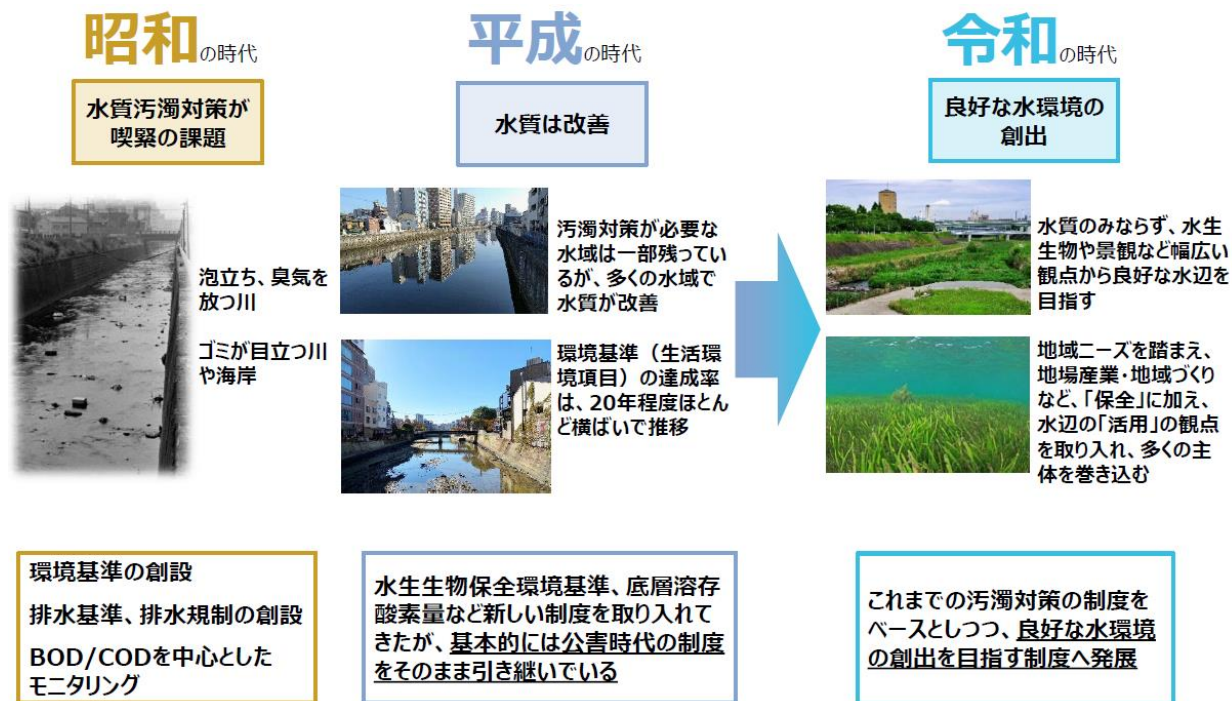 昭和の時代
水質汚濁対策が
喫緊の課題
泡立ち、臭気を
放つ川
ゴミが目立つ川
や海岸
環境基準の創設
排水基準、排水規制の創設
BOD/CODを中心とした
モニタリング
平成の時代
水質は改善
汚濁対策が必要な
水域は一部残ってい
るが、多くの水域で
水質が改善
環境基準（生活環
境項目）の達成率
は、20年程度ほとん
ど横ばいで推移
水生生物保全環境基準、底層溶存
酸素量など新しい制度を取り入れて
きたが、基本的には公害時代の制度
をそのまま引き継いでいる
令和の時代
良好な水環境の
創出
水質のみならず、水生
生物や景観など幅広い
観点から良好な水辺を
目指す
地域ニーズを踏まえ、
地場産業・地域づくり
など、「保全」に加え、
水辺の「活用」の観点
を取り入れ、多くの主
体を巻き込む
これまでの汚濁対策の制度を
ベースとしつつ、良好な水環境
の創出を目指す制度へ発展